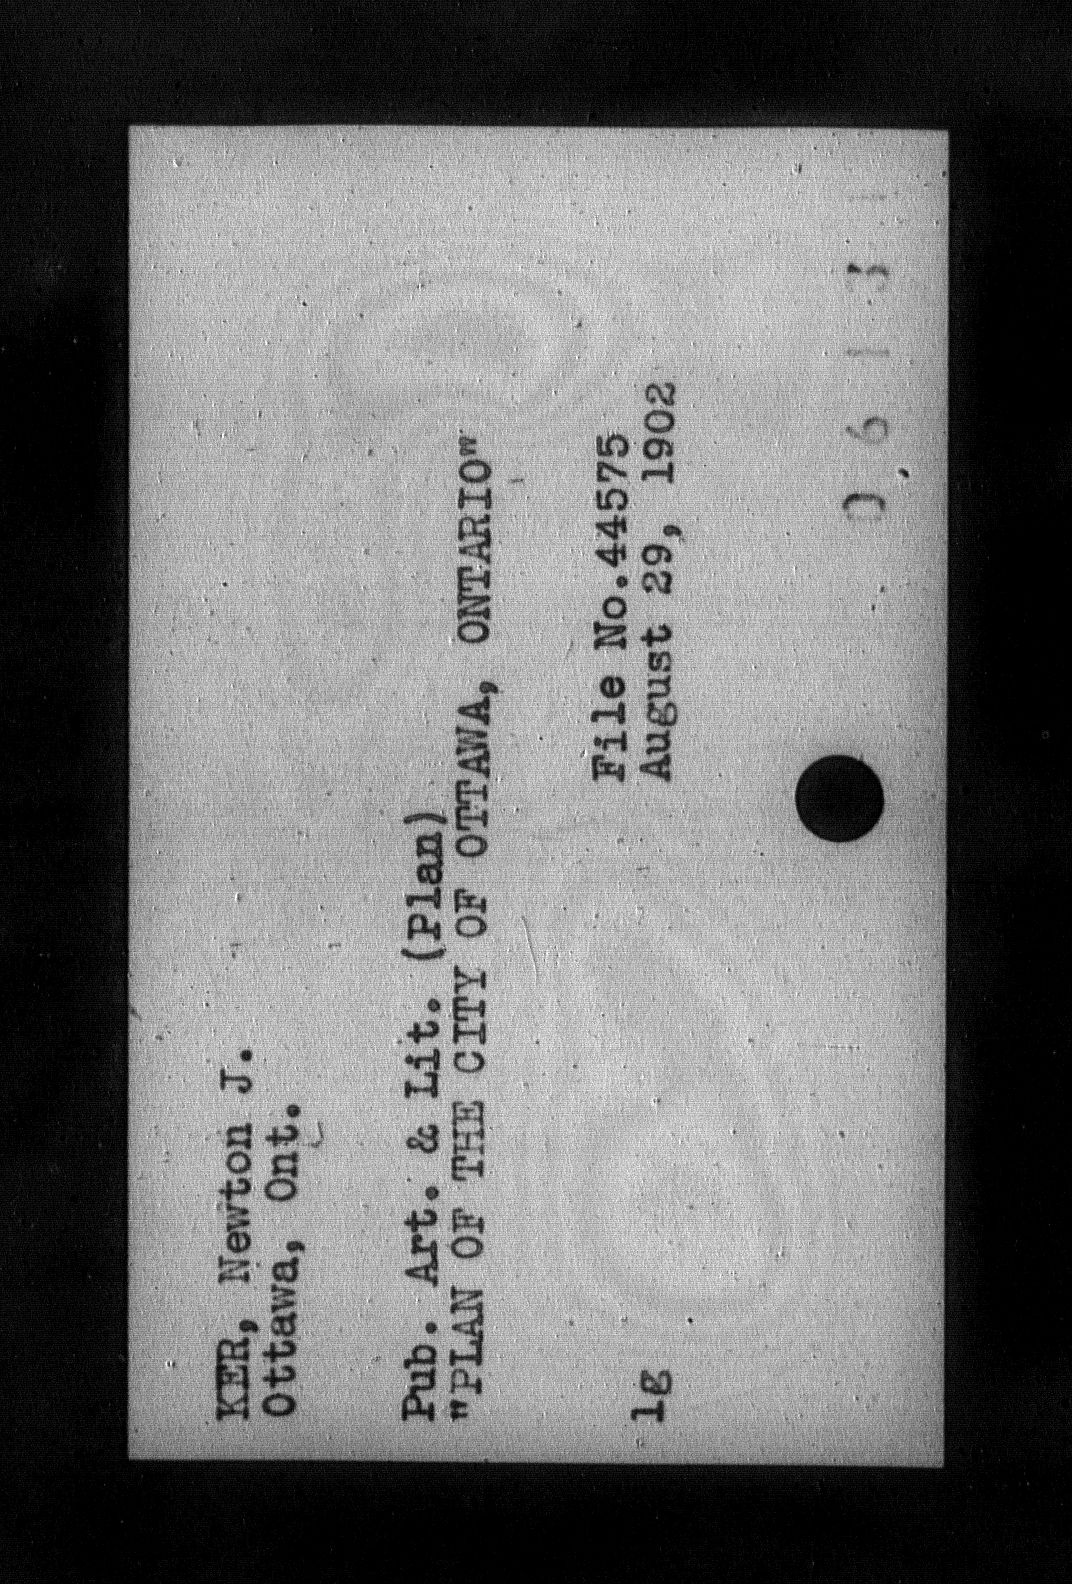 KER, Newton J.
Ottawa, Ont.
Pub. Art. & Lit. (Plan)
"PLAN OF THE CITY OF OTTAWA, ONTARIO"
File No.44575
lg August 29, 1902